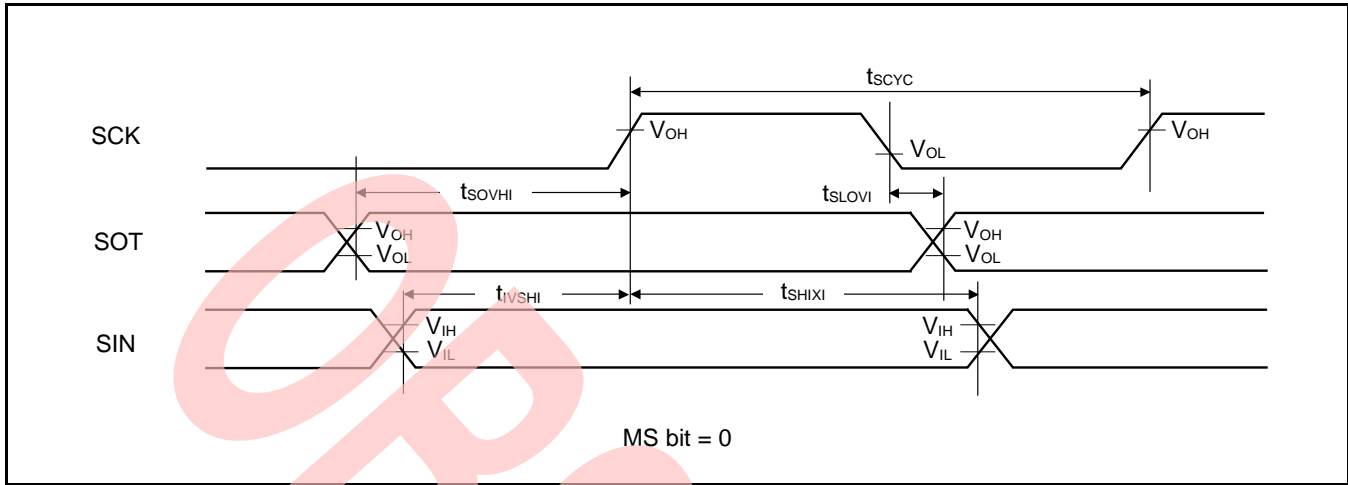 tSCYC
SCK
VOH
VOL
VOH
tSOVHI
tSLOVI
SOT
VOH
VOL
VOH
VOL
tIVSHI
tSHIXI
SIN
VIH
VIL
VIH
VIL
MS bit = 0